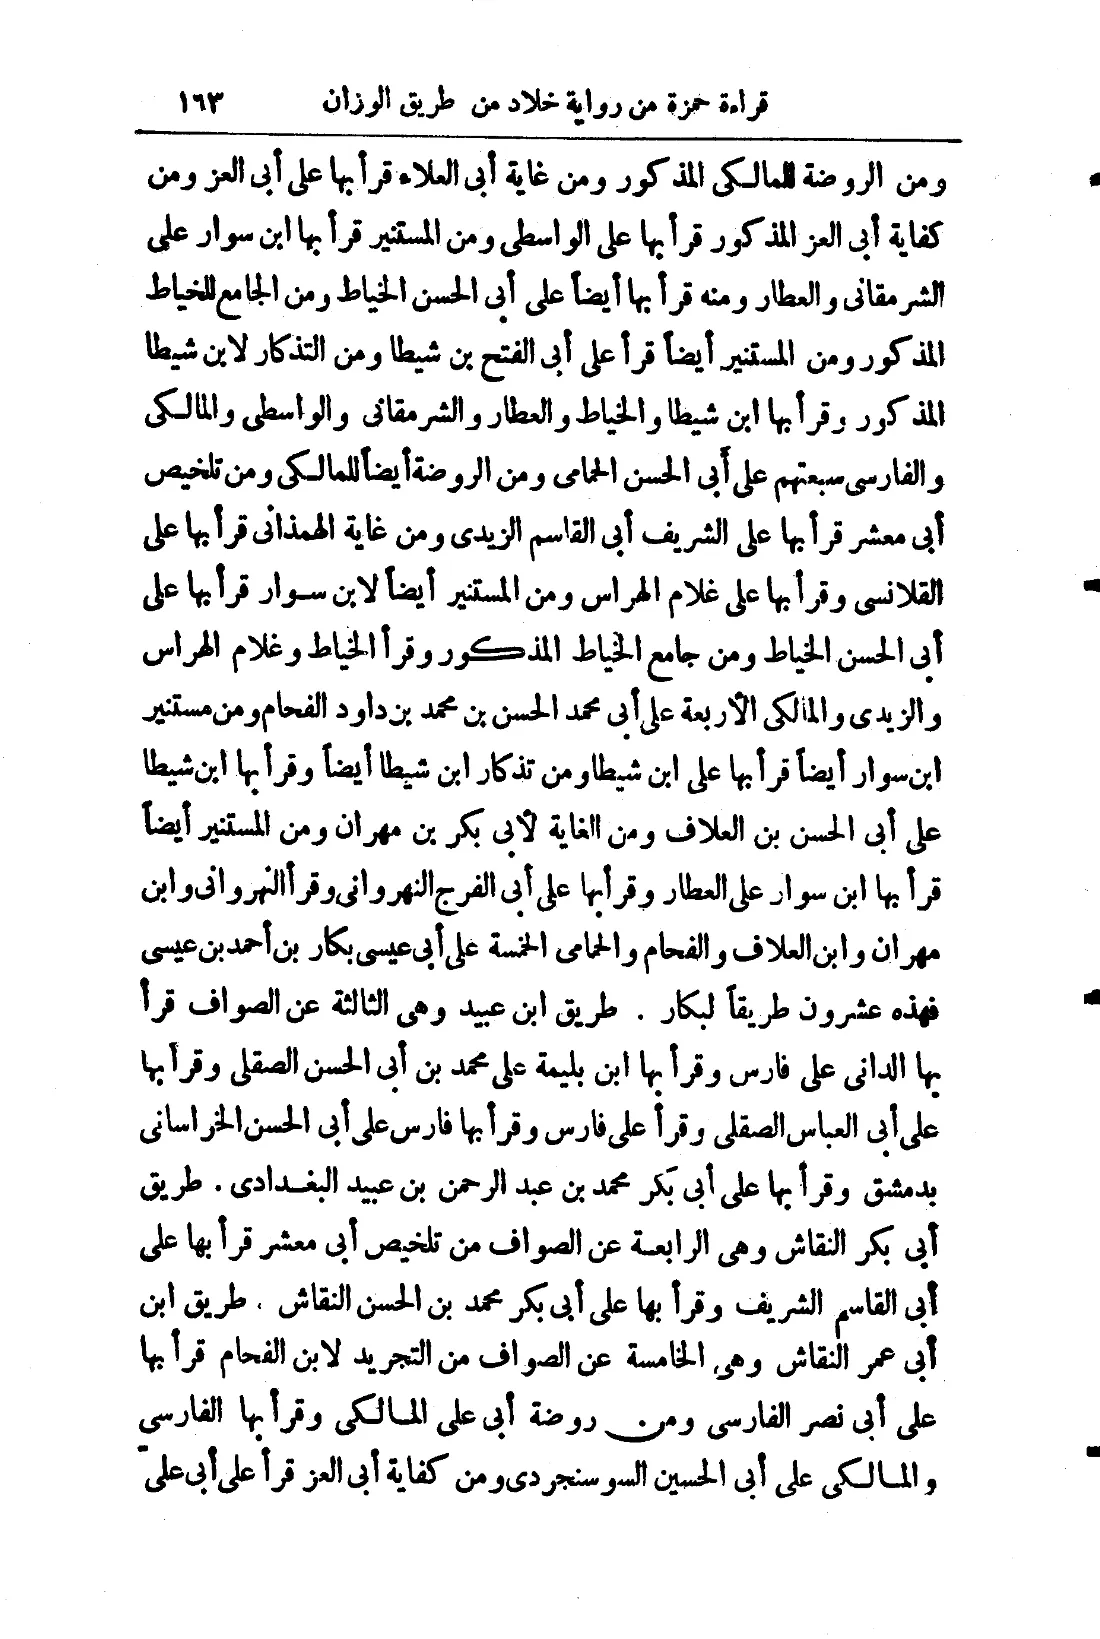 قراءة حمزة من رواية خلاد من طريق الوزان ١٦٣
ومن الروضة للمالكى المذكور ومن غاية أبى العلاء قرأ بها على أبى العز ومن
كفاية أبى العز المذكور قرأ بها على الواسطى ومن المستنير قرأ بها ابن سوار على
الشرمقانى والعطار ومنه قرأ بها أيضاً على أبى الحسن الخياط ومن الجامع للخياط
المذكور ومن المستنير أيضاً قرأ على أبى الفتح بن شيطا ومن التذكار لابن شيطا
المذكور وقرأ بها ابن شيطا والخياط والعطار والشرمقانى والواسطى والمالكى
والفارسى سبعتهم على أبى الحسن الحمامى ومن الروضة أيضاً للمالكى ومن تلخيص
أبى معشر قرأ بها على الشريف أبى القاسم الزيدى ومن غاية الهمذانى قرأ بها على
القلانسى وقرأ بها على غلام الهراس ومن المستنير أيضاً لابن سوار قرأ بها على
أبى الحسن الخياط ومن جامع الخياط المذكور وقرأ الخياط وغلام الهراس
والزيدى والمالكى الأربعة على أبى محمد الحسن بن محمد بن داود الفحام ومن مستنير
ابن سوار أيضاً قرأ بها على ابن شيطا ومن تذكار ابن شيطا أيضاً وقرأ بها ابن شيطا
على أبى الحسن بن العلاف ومن الغاية لأبى بكر بن مهران ومن المستنير أيضاً
قرأ بها ابن سوار على العطار وقرأ بها على أبى الفرج النهروانى وقرأ النهروانى وابن
مهران وابن العلاف والفحام والحمامى الخمسة على أبى عيسى بكار بن أحمد بن عيسى
فهذه عشرون طريقاً لبكار . طريق ابن عبيد وهى الثالثة عن الصواف قرأ
بها الدانى على فارس وقرأ بها ابن بليمة على محمد بن أبى الحسن الصقلى وقرأ بها
على أبى العباس الصقلى وقرأ على فارس وقرأ بها فارس على أبى الحسن الخراسانى
بدمشق وقرأ بها على أبى بكر محمد بن عبد الرحمن بن عبيد البغدادى . طريق
أبى بكر النقاش وهى الرابعة عن الصواف من تلخيص أبى معشر قرأ بها على
أبى القاسم الشريف وقرأ بها على أبى بكر محمد بن الحسن النقاش . طريق ابن
أبى عمر النقاش وهى الخامسة عن الصواف من التجريد لابن الفحام قرأ بها
على أبى نصر الفارسى ومن روضة أبى على المالكى وقرأ بها الفارسى
والمالكى على أبى الحسين السوسنجردى ومن كفاية أبى العز قرأ على أبى على